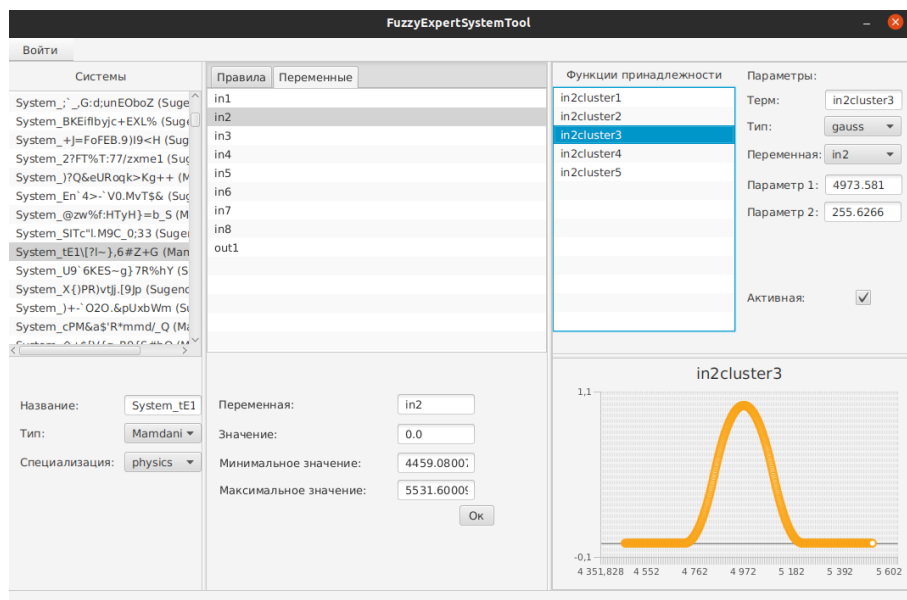 FuzzyExpertSystemTool
Войти
Системы
System_;`_,G:d;unEOboZ (Suge
System_BKEiflbyjc+EXL% (Suge
System_+J=FoFEB.9)I9<H (Sug
System_2?FT%T:77/zxme1 (Sug
System_)?Q&eURoqk>Kg++ (M
System_En`4>-`V0.MvT$& (Sug
System_@zw%f:HTyH}=b_S (M
System_SITc"l.M9C_0;33 (Sugei
System_tE1\[?l~},6#Z+G (Man
System_U9`6KES~g}7R%hY (S
System_X{)PR)vtJj.[9Jp (Sugenc
System_)+-`O2O.&pUxbWm (Su
System_cPM&a$'R*mmd/_Q (Ma
Название: System_tE1
Тип: Mamdani
Специализация: physics
Правила Переменные
in1
in2
in3
in4
in5
in6
in7
in8
out1
Переменная: in2
Значение: 0.0
Минимальное значение: 4459.08007
Максимальное значение: 5531.60009
Ок
Функции принадлежности
in2cluster1
in2cluster2
in2cluster3
in2cluster4
in2cluster5
Параметры:
Терм: in2cluster3
Тип: gauss
Переменная: in2
Параметр 1: 4973.581
Параметр 2: 255.6266
Активная:
in2cluster3
1,1
-0,1
4 351,828 4 552 4 762 4 972 5 182 5 392 5 602